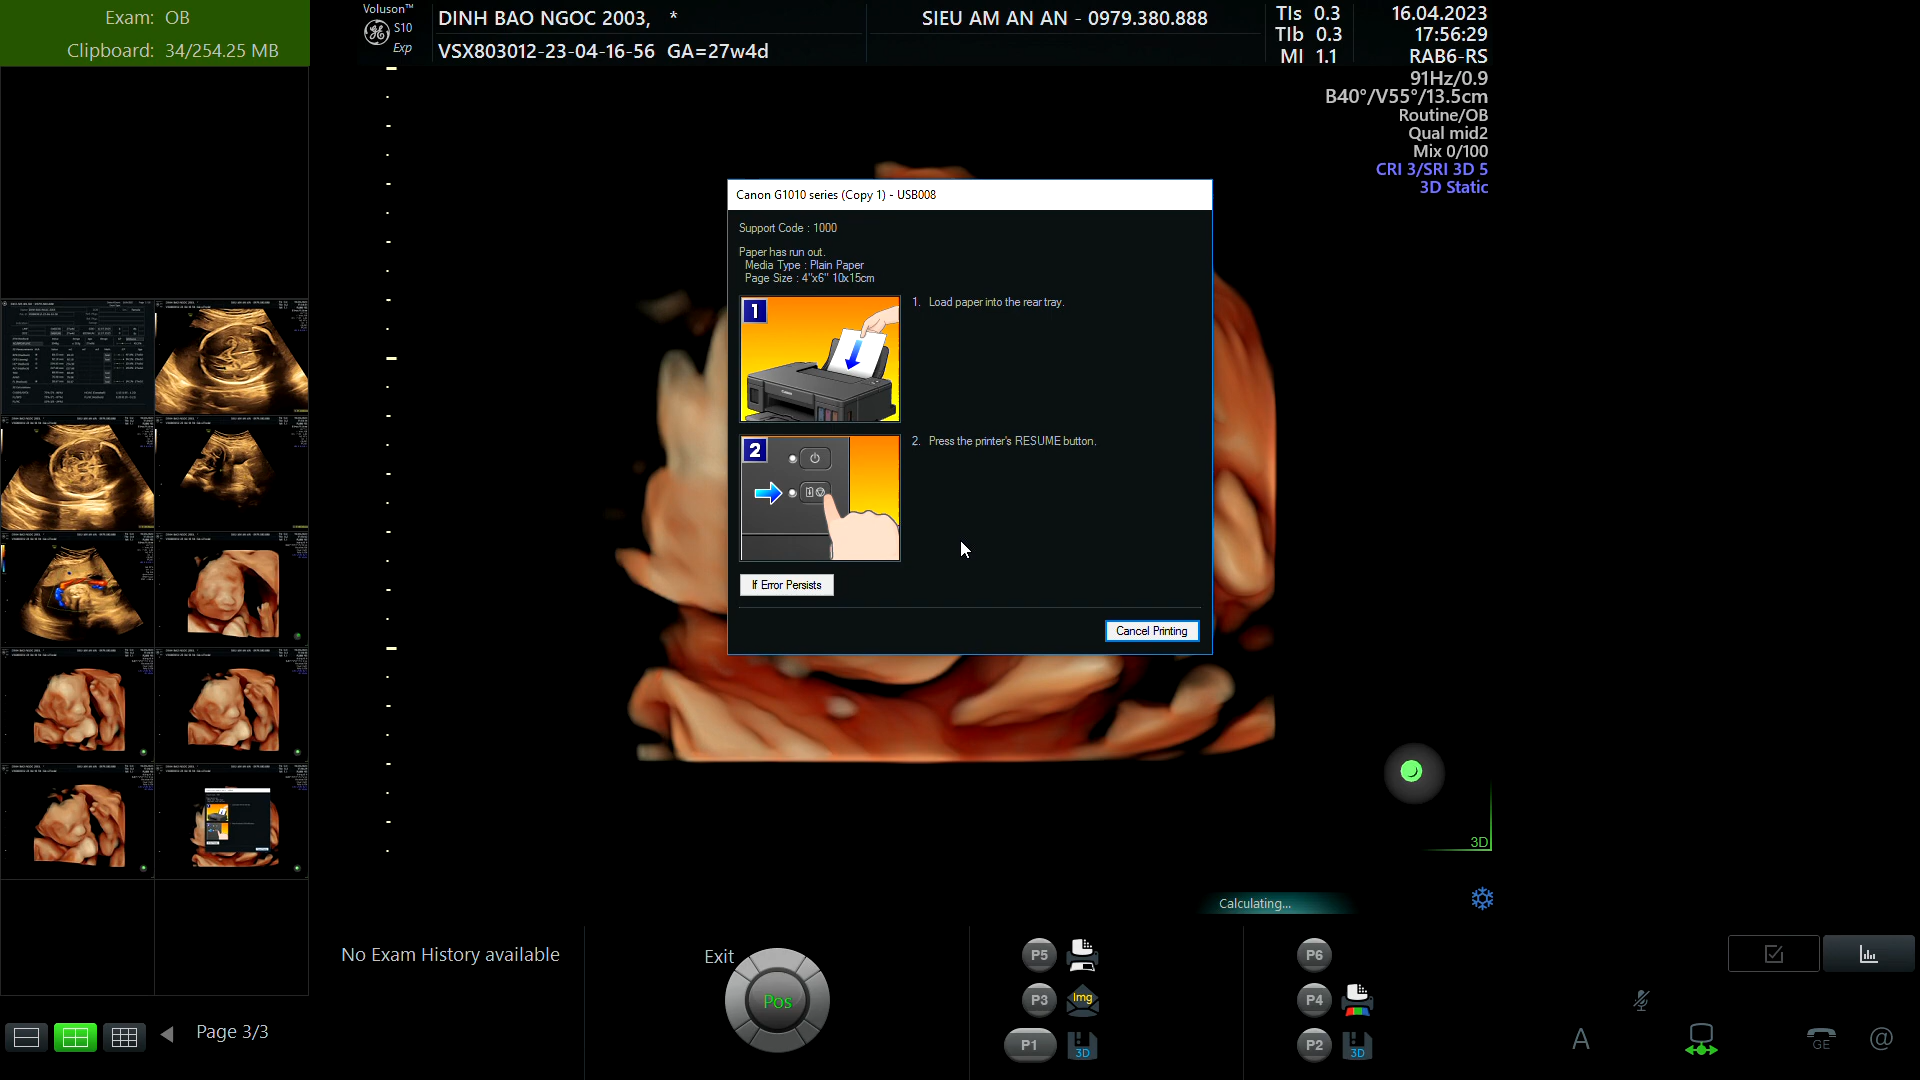 Exam: OB
Clipboard: 34/254.25 MB
Voluson™
S10
Exp
DINH BAO NGOC 2003, *
VSX803012-23-04-16-56 GA=27w4d
SIEU AM AN AN - 0979.380.888
TIs 0.3
TIb 0.3
MI 1.1
16.04.2023
17:56:29
RAB6-RS
91Hz/0.9
B40°/V55°/13.5cm
Routine/OB
Qual mid2
Mix 0/100
CRI 3/SRI 3D 5
3D Static
Canon G1010 series (Copy 1) - USB008
Support Code : 1000
Paper has run out.
Media Type : Plain Paper
Page Size : 4"x6" 10x15cm
1
1. Load paper into the rear tray.
2
2. Press the printer's RESUME button.
If Error Persists
Cancel Printing
3D
Calculating...
No Exam History available
Exit
Pos
P5
P3 Img
P1 3D
P6
P4
P2 3D
Page 3/3
A
GE
@